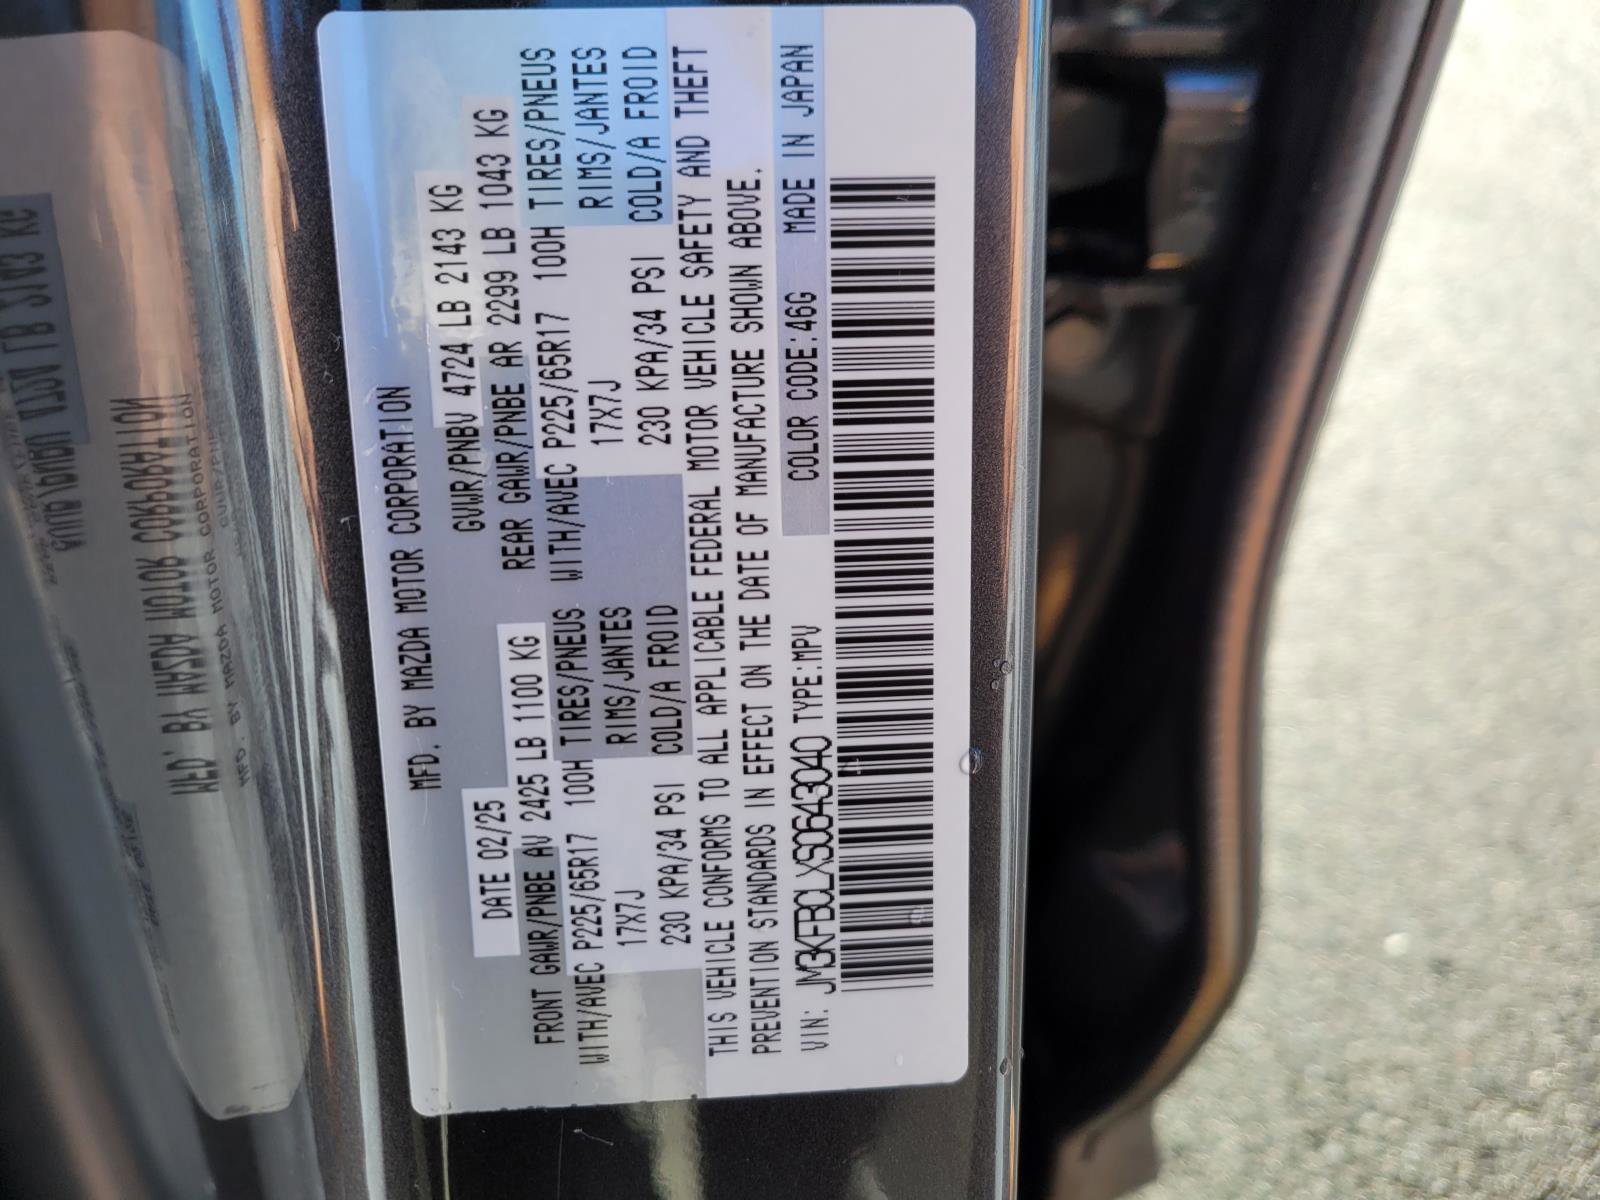 MFD. BY MAZDA MOTOR CORPORATION
DATE 02/25 GVWR/PNBV 4724 LB 2143 KG
FRONT GAWR/PNBE AV 2425 LB 1100 KG REAR GAWR/PNBE AR 2299 LB 1043 KG
WITH/AVEC P225/65R17 100H TIRES/PNEUS WITH/AVEC P225/65R17 100H TIRES/PNEUS
17X7J RIMS/JANTES 17X7J RIMS/JANTES
230 KPA/34 PSI COLD/A FROID 230 KPA/34 PSI COLD/A FROID
THIS VEHICLE CONFORMS TO ALL APPLICABLE FEDERAL MOTOR VEHICLE SAFETY AND THEFT
PREVENTION STANDARDS IN EFFECT ON THE DATE OF MANUFACTURE SHOWN ABOVE.
VIN: JM3KFBCLXS0643040 TYPE:MPV COLOR CODE:46G MADE IN JAPAN